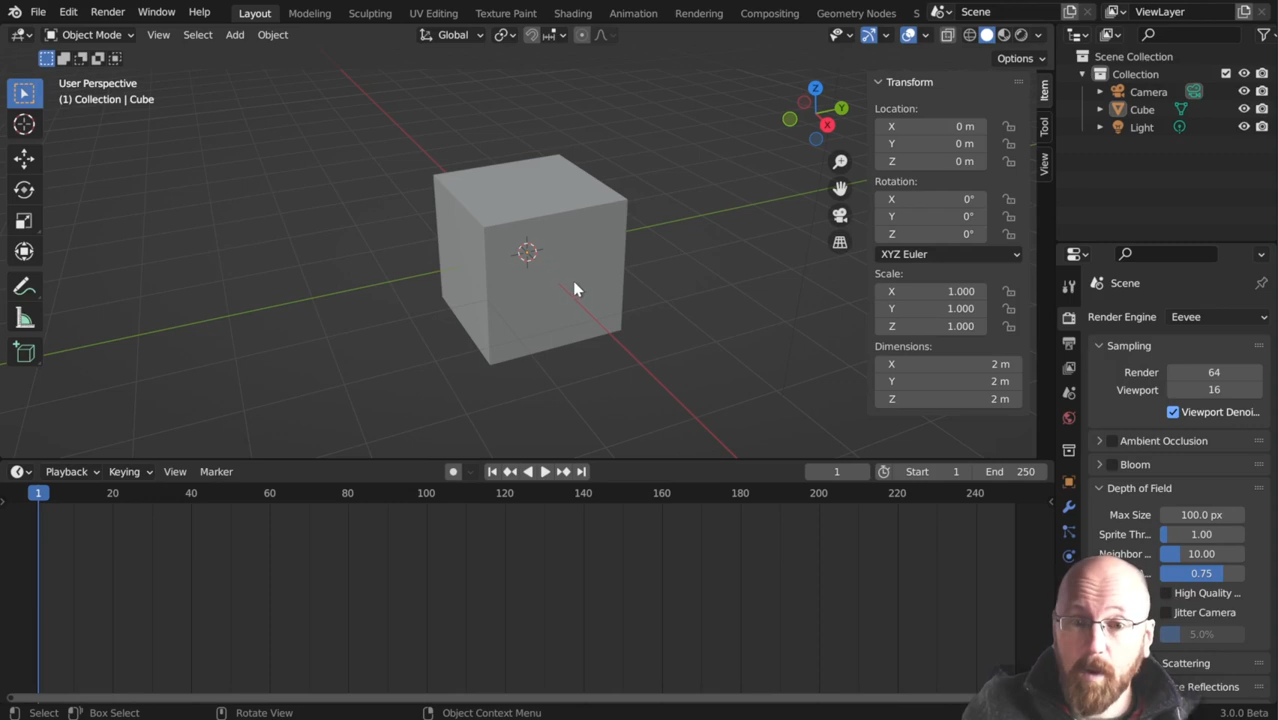 File Edit Render Window Help Layout Modeling Sculpting UV Editing Texture Paint Shading Animation Rendering Compositing Geometry Nodes S Scene ViewLayer
Object Mode View Select Add Object Global
Options
User Perspective
(1) Collection | Cube
Z
Y
X
Transform
Location:
X 0 m
Y 0 m
Z 0 m
Rotation:
X 0°
Y 0°
Z 0°
XYZ Euler
Scale:
X 1.000
Y 1.000
Z 1.000
Dimensions:
X 2 m
Y 2 m
Z 2 m
Item
Tool
View
Scene Collection
Collection
Camera
Cube
Light
Scene
Render Engine Eevee
Sampling
Render 64
Viewport 16
Viewport Denoi...
Ambient Occlusion
Bloom
Depth of Field
Max Size 100.0 px
Sprite Thr... 1.00
Neighbor ... 10.00
0.75
High Quality ...
Jitter Camera
5.0%
Scattering
ce Reflections
Playback Keying View Marker 1 Start 1 End 250
1 20 40 60 80 100 120 140 160 180 200 220 240
Select Box Select Rotate View Object Context Menu 3.0.0 Beta